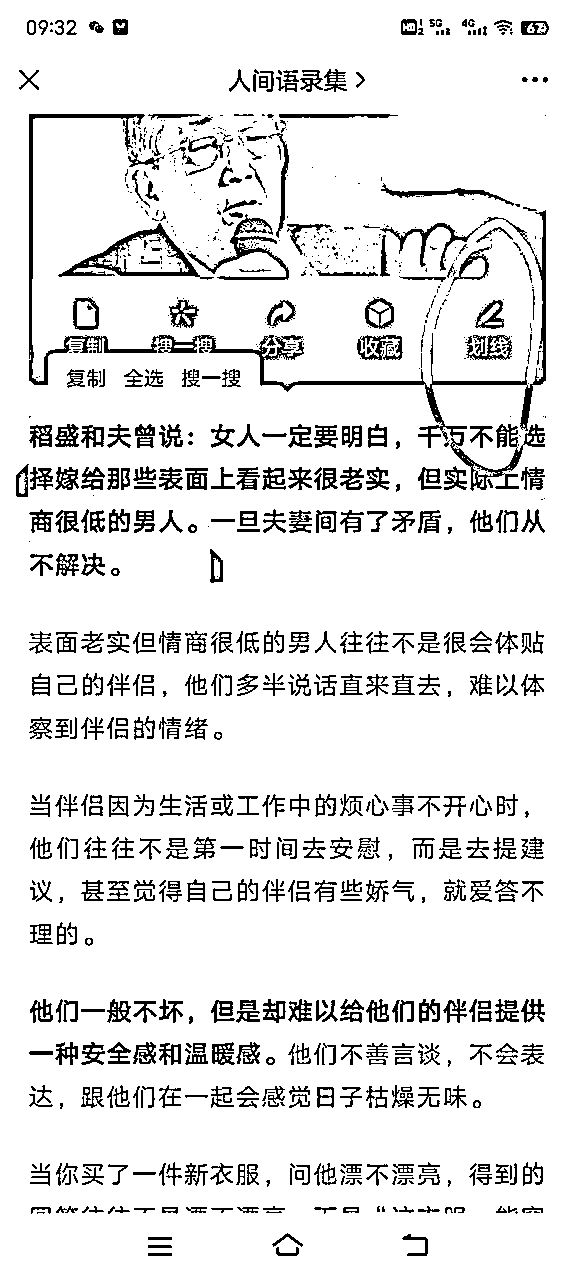 09:32
HD 1 2 5G 4G 67
人间语录集
复制 搜一搜 分享 收藏 划线
复制 全选 搜一搜
稻盛和夫曾说：女人一定要明白，千万不能选
择嫁给那些表面上看起来很老实，但实际上情
商很低的男人。一旦夫妻间有了矛盾，他们从
不解决。
表面老实但情商很低的男人往往不是很会体贴
自己的伴侣，他们多半说话直来直去，难以体
察到伴侣的情绪。
当伴侣因为生活或工作中的烦心事不开心时，
他们往往不是第一时间去安慰，而是去提建
议，甚至觉得自己的伴侣有些娇气，就爱答不
理的。
他们一般不坏，但是却难以给他们的伴侣提供
一种安全感和温暖感。他们不善言谈，不会表
达，跟他们在一起会感觉日子枯燥无味。
当你买了一件新衣服，问他漂不漂亮，得到的